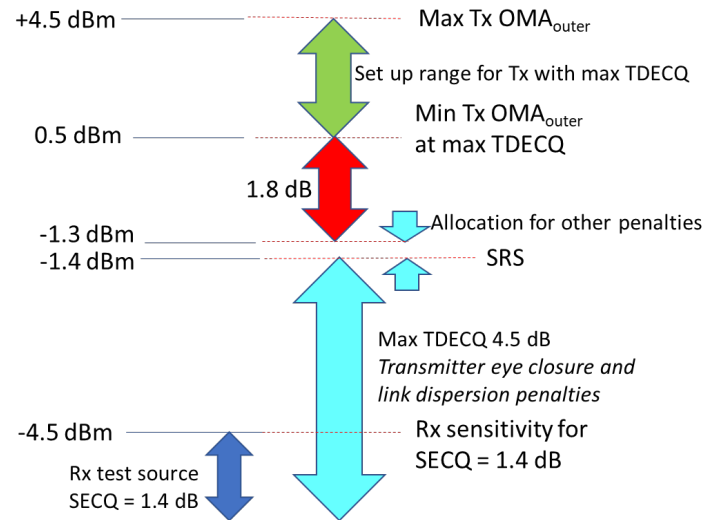 +4.5 dBm
Max Tx OMAouter
Set up range for Tx with max TDECQ
0.5 dBm
Min Tx OMAouter
at max TDECQ
1.8 dB
Allocation for other penalties
-1.3 dBm
-1.4 dBm
SRS
Max TDECQ 4.5 dB
Transmitter eye closure and
link dispersion penalties
-4.5 dBm
Rx sensitivity for
SECQ = 1.4 dB
Rx test source
SECQ = 1.4 dB